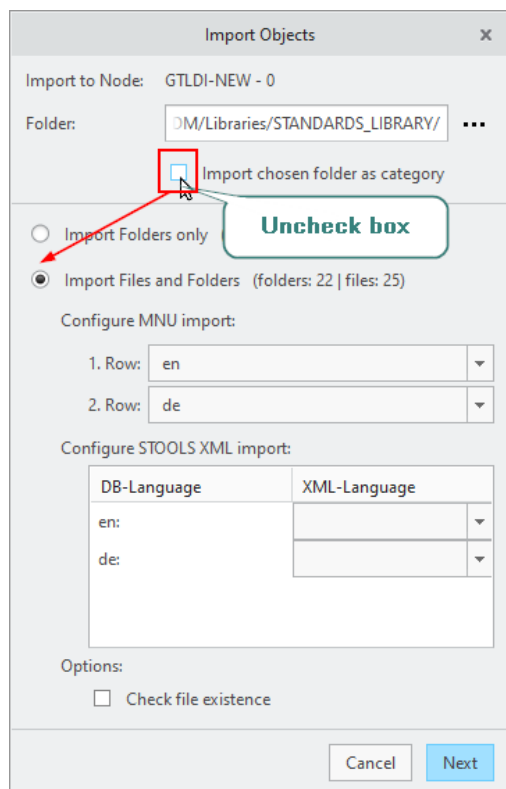 Import Objects
Import to Node: GTLDI-NEW - 0
Folder: DM/Libraries/STANDARDS_LIBRARY/ ...
Import chosen folder as category
Uncheck box
Import Folders only
Import Files and Folders (folders: 22 | files: 25)
Configure MNU import:
1. Row: en
2. Row: de
Configure STOOLS XML import:
DB-Language XML-Language
en:
de:
Options:
Check file existence
Cancel Next